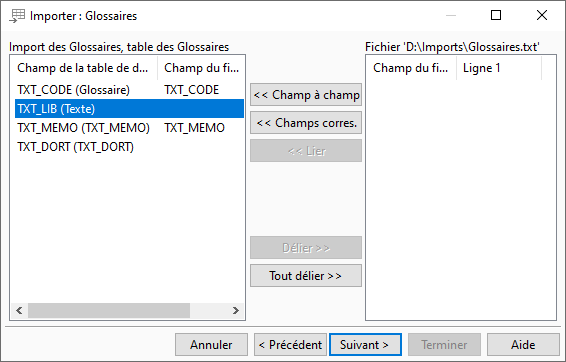 Importer : Glossaires
Import des Glossaires, table des Glossaires
Fichier 'D:\Imports\Glossaires.txt'
Champ de la table de d... Champ du fi...
TXT_CODE (Glossaire) TXT_CODE
TXT_LIB (Texte)
TXT_MEMO (TXT_MEMO) TXT_MEMO
TXT_DORT (TXT_DORT)
<< Champ à champ
<< Champs corres.
<< Lier
Délier >>
Tout délier >>
Champ du fi... Ligne 1
Annuler < Précédent Suivant > Terminer Aide